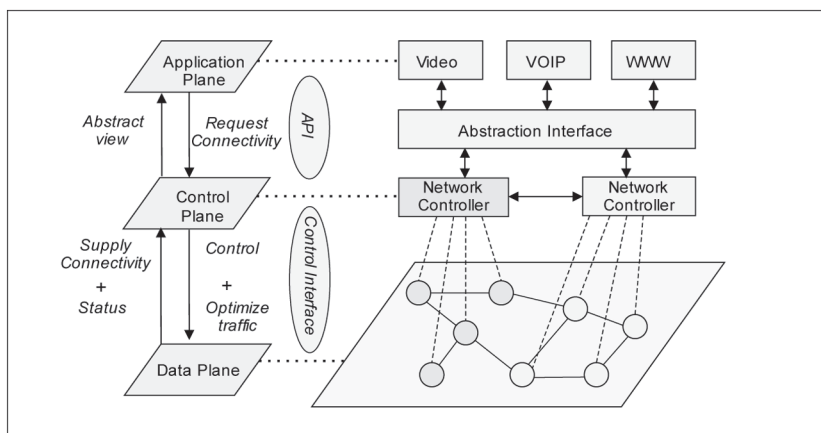 Application
Plane
Video
VOIP
WWW
Abstract
view
Request
Connectivity
API
Abstraction Interface
Control
Plane
Network
Controller
Network
Controller
Supply
Connectivity
+
Status
Control
+
Optimize
traffic
Control Interface
Data Plane